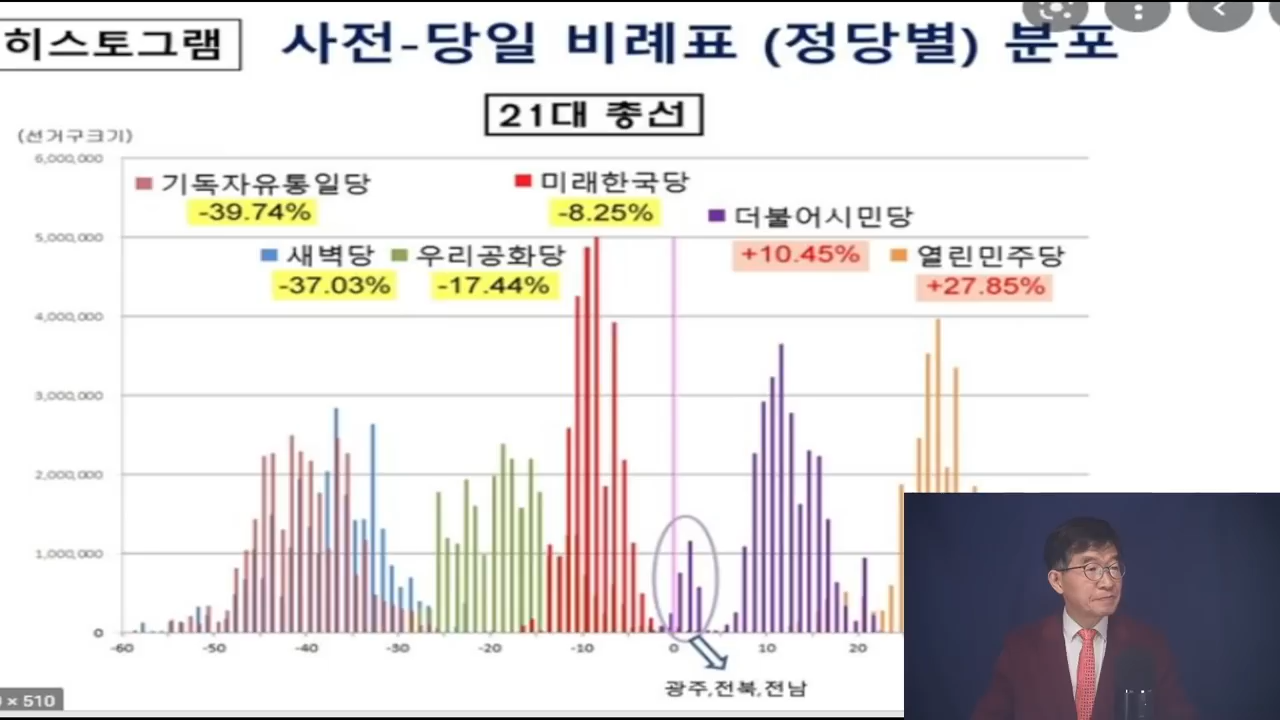 히스토그램
사전-당일 비례표 (정당별) 분포
21대 총선
(선거구크기)
6,000,000
기독자유통일당
-39.74%
미래한국당
-8.25%
더불어시민당
+10.45%
5,000,000
새벽당
-37.03%
우리공화당
-17.44%
열린민주당
+27.85%
4,000,000
3,000,000
2,000,000
1,000,000
0
-60 -50 -40 -30 -20 -10 0 10 20
광주,전북,전남
× 510